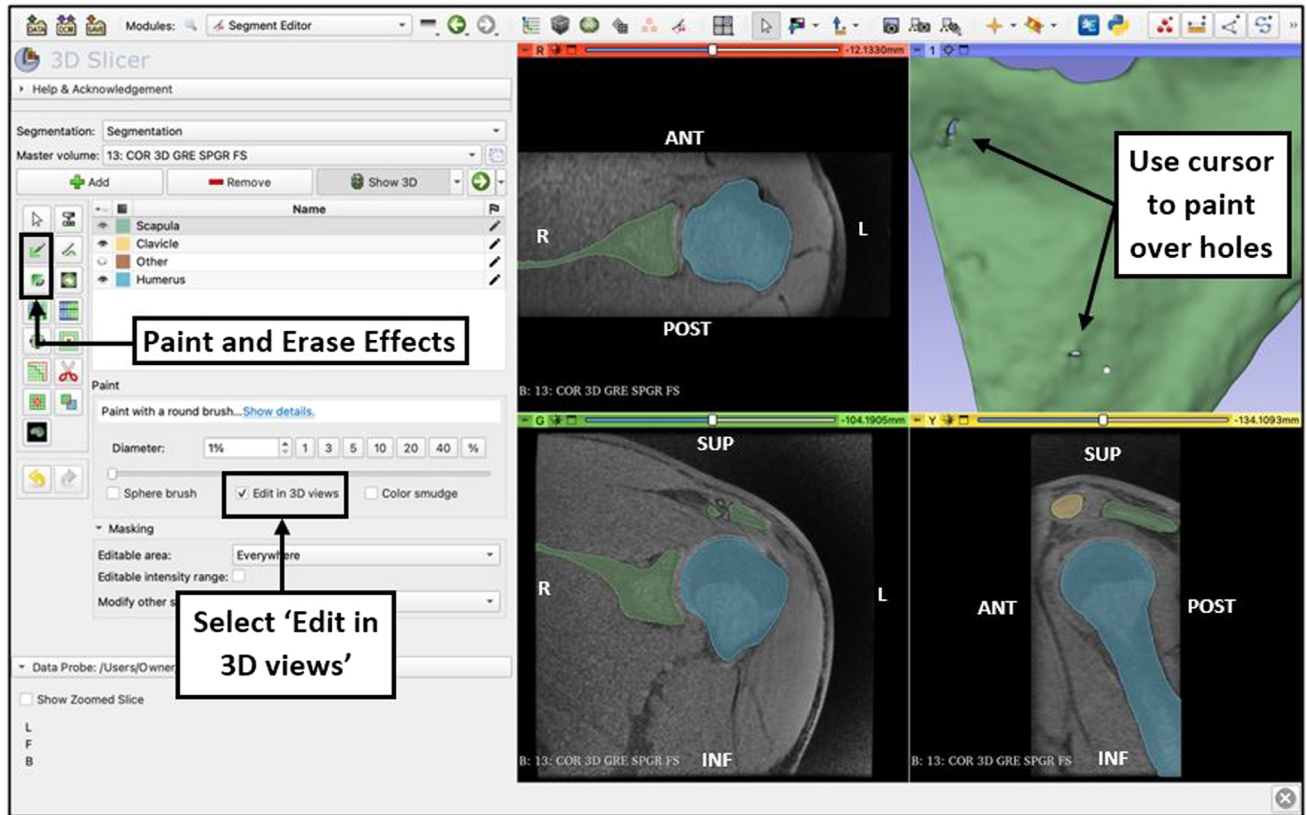 DATA
DCM
SAVE
Modules:
Segment Editor
»
3D Slicer
Help & Acknowledgement
Segmentation: Segmentation
Master volume: 13: COR 3D GRE SPGR FS
Add
Remove
Show 3D
Name
Scapula
Clavicle
Other
Humerus
Paint and Erase Effects
Paint
Paint with a round brush...Show details.
Diameter: 1% 1 3 5 10 20 40 %
Sphere brush
Edit in 3D views
Color smudge
Masking
Editable area: Everywhere
Editable intensity range:
Modify other s
Select ‘Edit in
3D views’
Data Probe: /Users/Owner
Show Zoomed Slice
L
F
B
R
-12.1330mm
ANT
R
L
POST
B: 13: COR 3D GRE SPGR FS
1
Use cursor
to paint
over holes
G
-104.1905mm
SUP
R
L
INF
B: 13: COR 3D GRE SPGR FS
Y
-134.1093mm
SUP
ANT
POST
INF
B: 13: COR 3D GRE SPGR FS